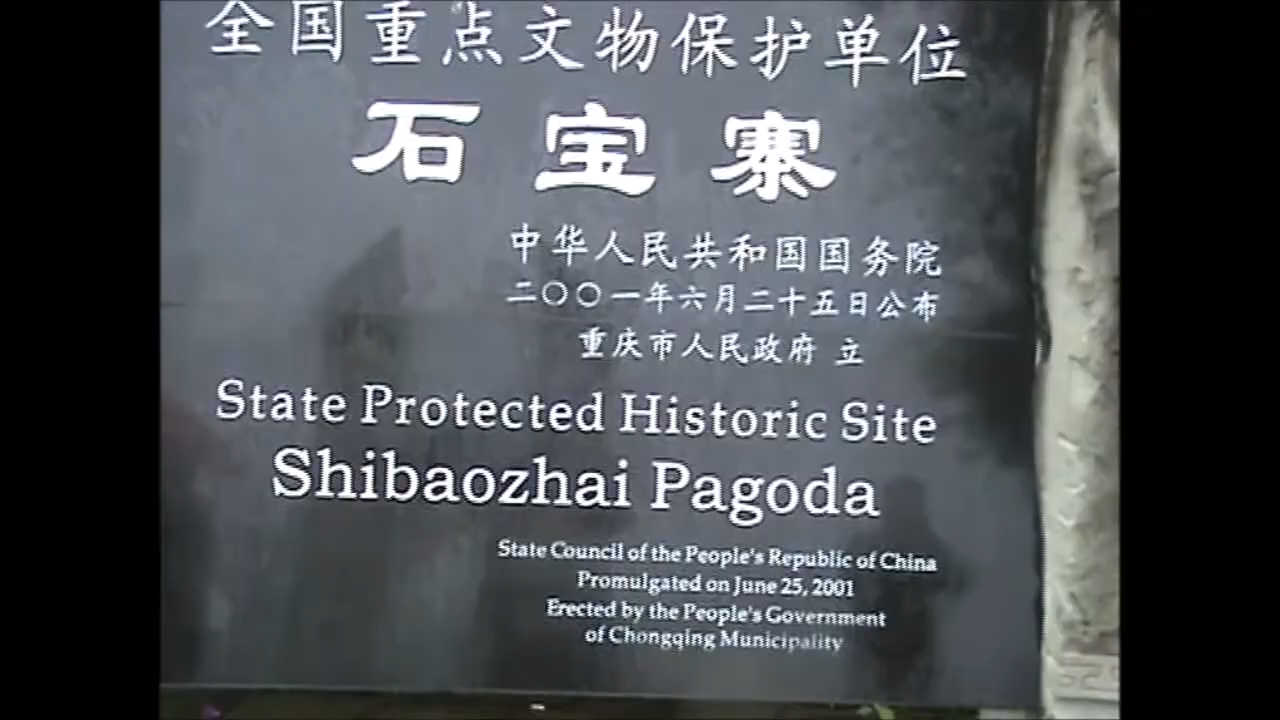 全国重点文物保护单位
石宝寨
中华人民共和国国务院
二〇〇一年六月二十五日公布
重庆市人民政府 立
State Protected Historic Site
Shibaozhai Pagoda
State Council of the People's Republic of China
Promulgated on June 25, 2001
Erected by the People's Government
of Chongqing Municipality